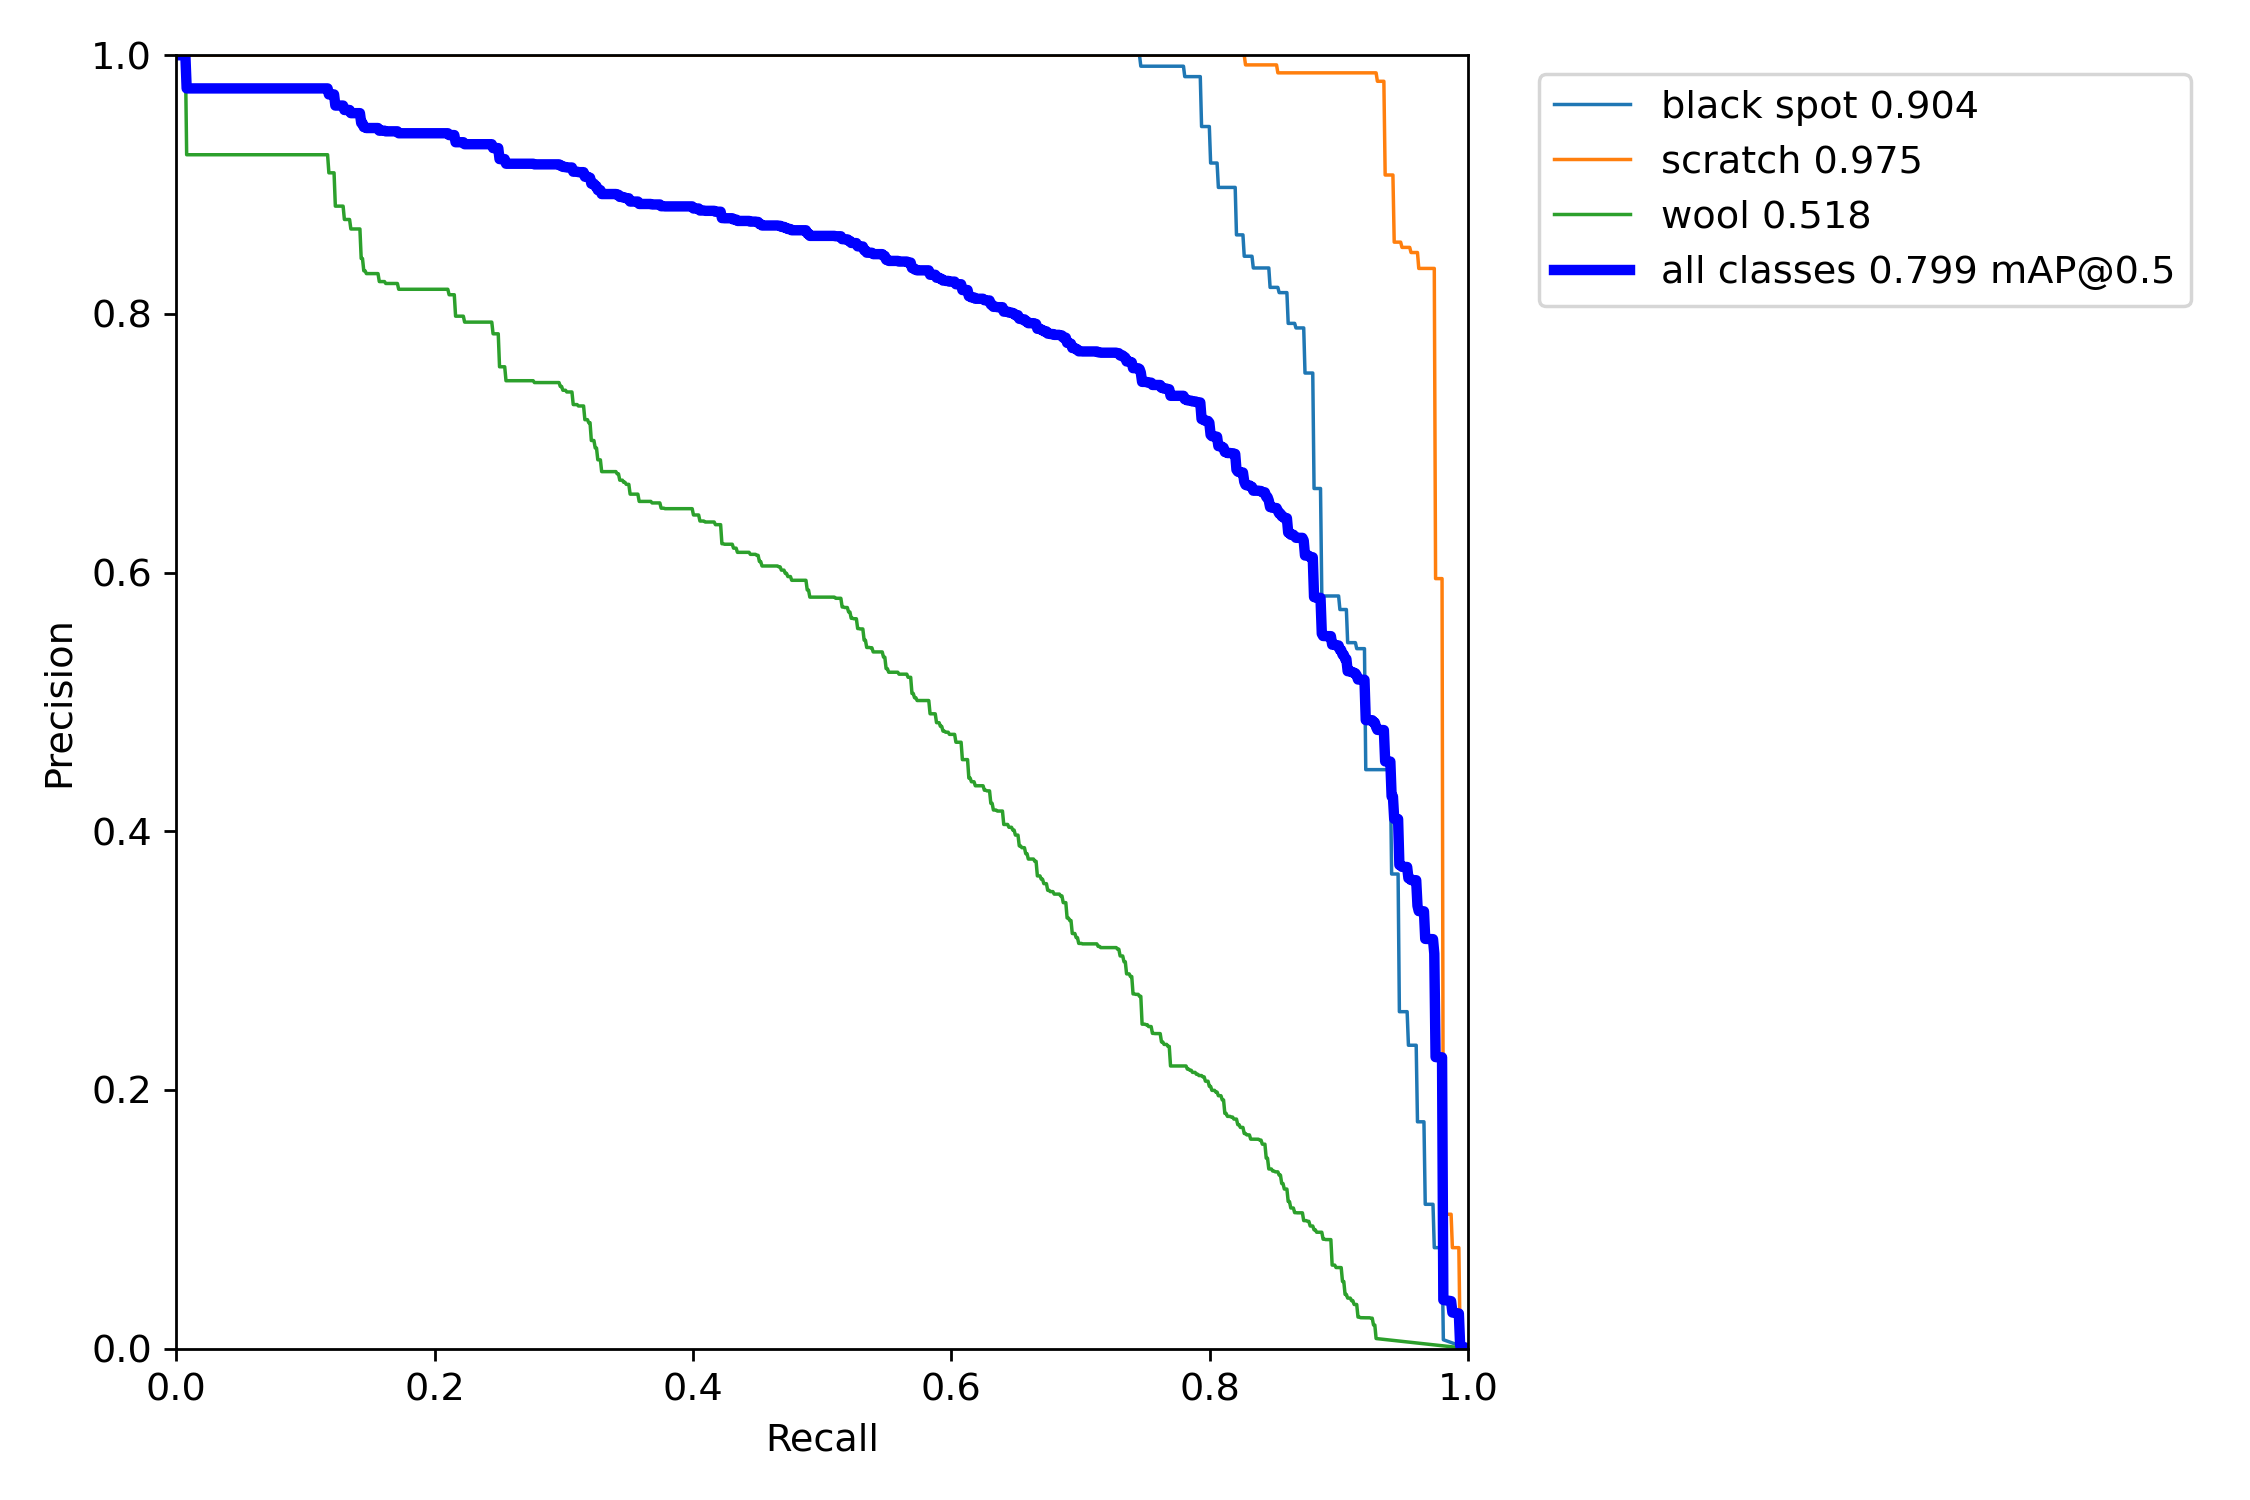 1.0
0.8
0.6
0.4
0.2
0.0
Precision
0.0 0.2 0.4 0.6 0.8 1.0
Recall
black spot 0.904
scratch 0.975
wool 0.518
all classes 0.799 mAP@0.5